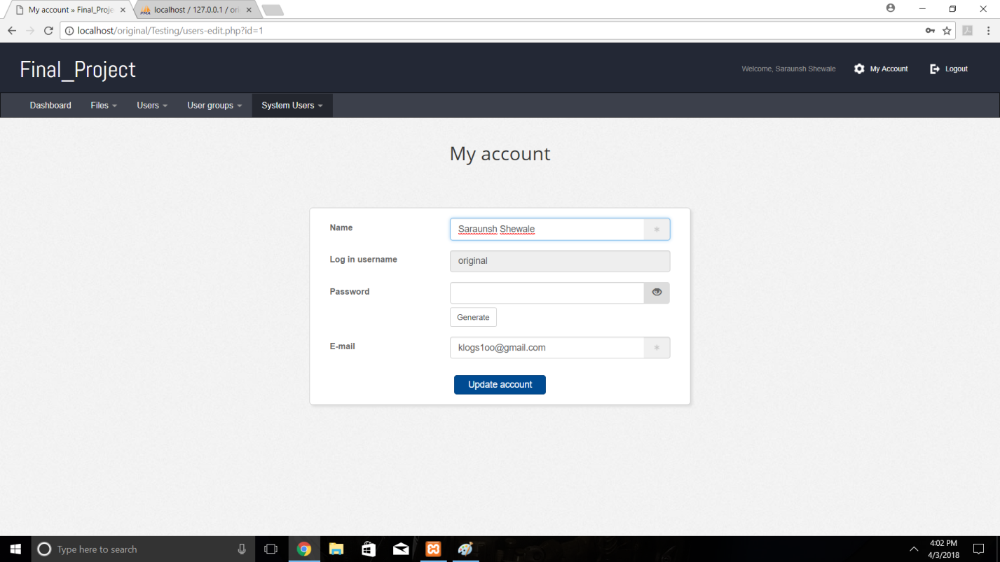 My account » Final_Proje
localhost / 127.0.0.1 / ori
localhost/original/Testing/users-edit.php?id=1
Final_Project
Welcome, Saraunsh Shewale
My Account
Logout
Dashboard
Files
Users
User groups
System Users
My account
Name
Saraunsh Shewale
*
Log in username
original
Password
Generate
E-mail
klogs1oo@gmail.com
*
Update account
Type here to search
4:02 PM
4/3/2018